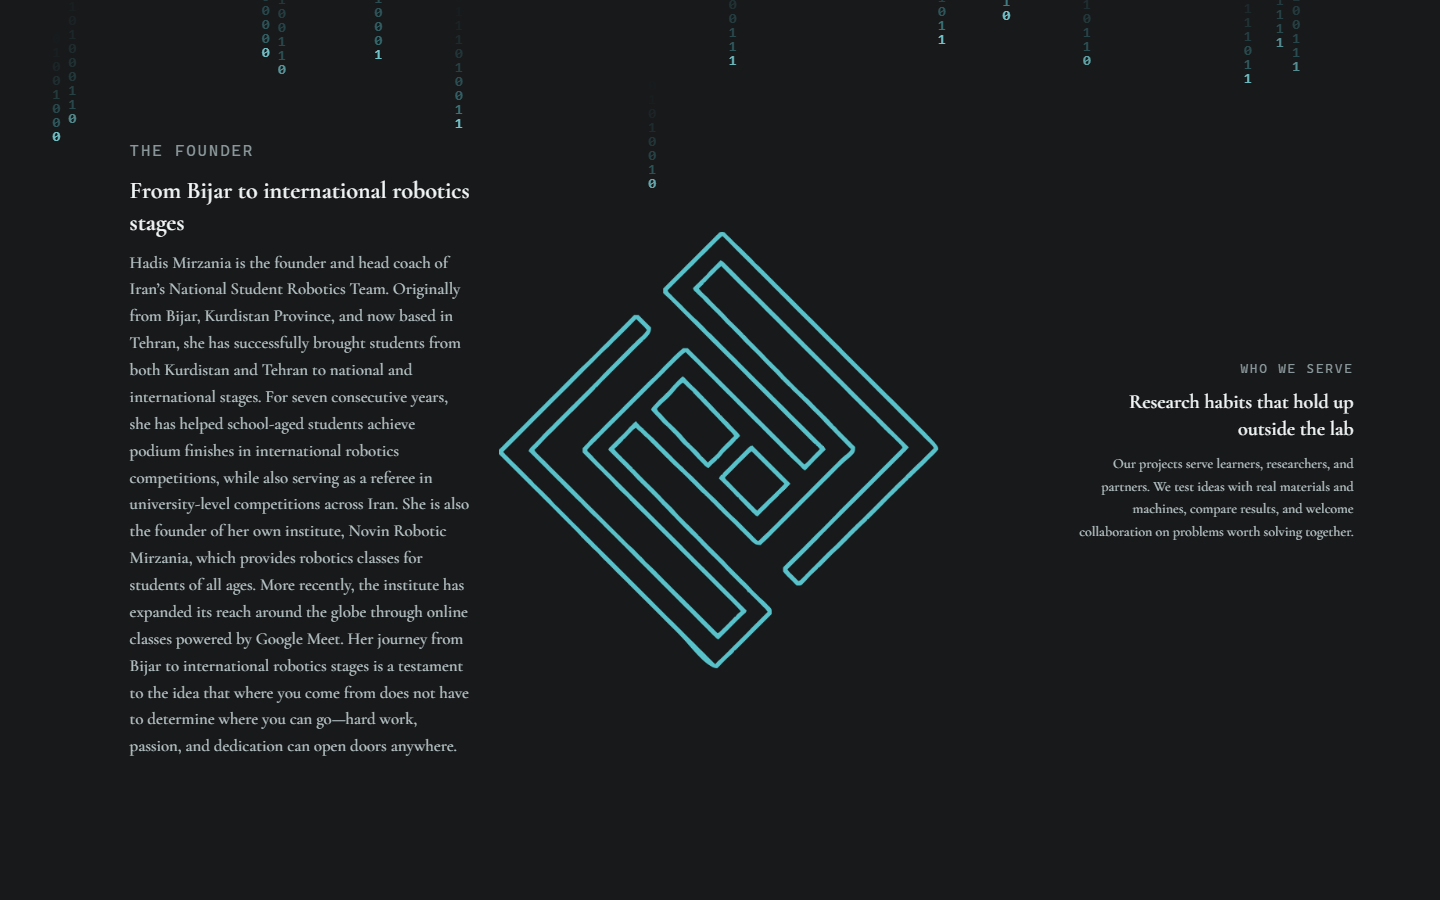 THE FOUNDER
From Bijar to international robotics
stages
Hadis Mirzania is the founder and head coach of
Iran’s National Student Robotics Team. Originally
from Bijar, Kurdistan Province, and now based in
Tehran, she has successfully brought students from
both Kurdistan and Tehran to national and
international stages. For seven consecutive years,
she has helped school-aged students achieve
podium finishes in international robotics
competitions, while also serving as a referee in
university-level competitions across Iran. She is also
the founder of her own institute, Novin Robotic
Mirzania, which provides robotics classes for
students of all ages. More recently, the institute has
expanded its reach around the globe through online
classes powered by Google Meet. Her journey from
Bijar to international robotics stages is a testament
to the idea that where you come from does not have
to determine where you can go—hard work,
passion, and dedication can open doors anywhere.
WHO WE SERVE
Research habits that hold up
outside the lab
Our projects serve learners, researchers, and
partners. We test ideas with real materials and
machines, compare results, and welcome
collaboration on problems worth solving together.